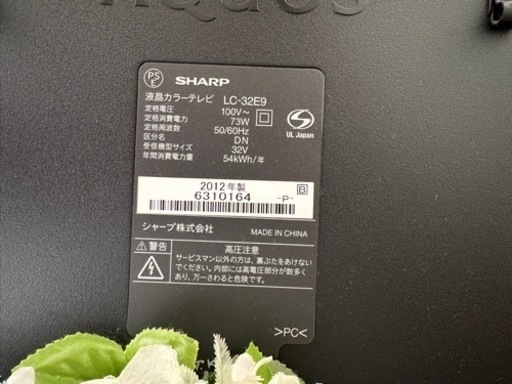 AQUOS
PS
E
SHARP
液晶カラーテレビ LC-32E9
定格電圧 100V～
定格消費電力 73W
定格周波数 50/60Hz
区分名 DN
受信機型サイズ 32V
年間消費電力量 54kWh/年
UL Japan
2012年製 B
6310164 -P-
シャープ株式会社 MADE IN CHINA
⚠警告 高圧注意
サービスマン以外の方は、裏ぶたをあけないで
ください。内部には高電圧部分が数多く
あり、万一さわると危険です。
>PC<